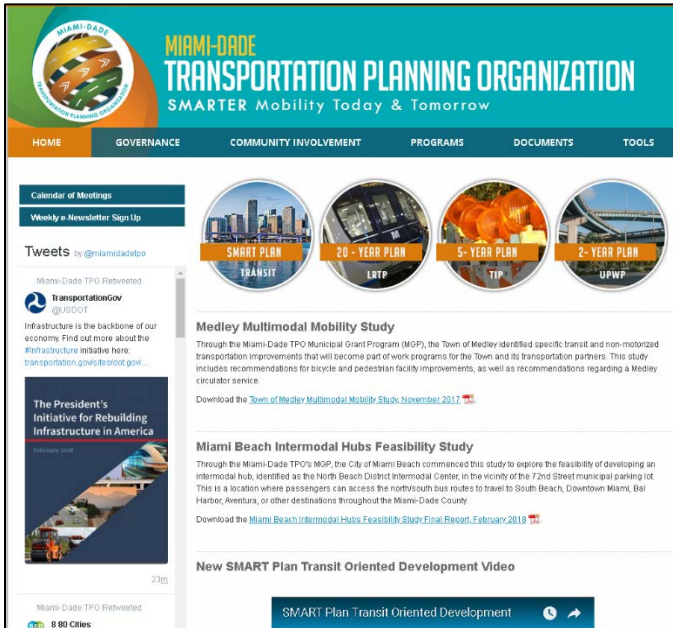 MIAMI-DADE
TRANSPORTATION PLANNING ORGANIZATION
MIAMI-DADE
TRANSPORTATION PLANNING ORGANIZATION
SMARTER Mobility Today & Tomorrow
HOME GOVERNANCE COMMUNITY INVOLVEMENT PROGRAMS DOCUMENTS TOOLS
Calendar of Meetings
Weekly e-Newsletter Sign Up
Tweets by @miamidadetpo
Miami-Dade TPO Retweeted
TransportationGov
@USDOT
Infrastructure is the backbone of our
economy. Find out more about the
#infrastructure initiative here:
transportation.gov/sites/dot.gov/...
The President's
Initiative for Rebuilding
Infrastructure in America
February 2018
23m
Miami-Dade TPO Retweeted
8 80 Cities
SMART PLAN
TRANSIT
20 - YEAR PLAN
LRTP
5- YEAR PLAN
TIP
2- YEAR PLAN
UPWP
Medley Multimodal Mobility Study
Through the Miami-Dade TPO Municipal Grant Program (MGP), the Town of Medley identified specific transit and non-motorized
transportation improvements that will become part of work programs for the Town and its transportation partners. This study
includes recommendations for bicycle and pedestrian facility improvements, as well as recommendations regarding a Medley
circulator service.
Download the Town of Medley Multimodal Mobility Study, November 2017
Miami Beach Intermodal Hubs Feasibility Study
Through the Miami-Dade TPO's MGP, the City of Miami Beach commenced this study to explore the feasibility of developing an
intermodal hub, identified as the North Beach District Intermodal Center, in the vicinity of the 72nd Street municipal parking lot.
This is a location where passengers can access the north/south bus routes to travel to South Beach, Downtown Miami, Bal
Harbor, Aventura, or other destinations throughout the Miami-Dade County.
Download the Miami Beach Intermodal Hubs Feasibility Study Final Report, February 2018
New SMART Plan Transit Oriented Development Video
SMART Plan Transit Oriented Development